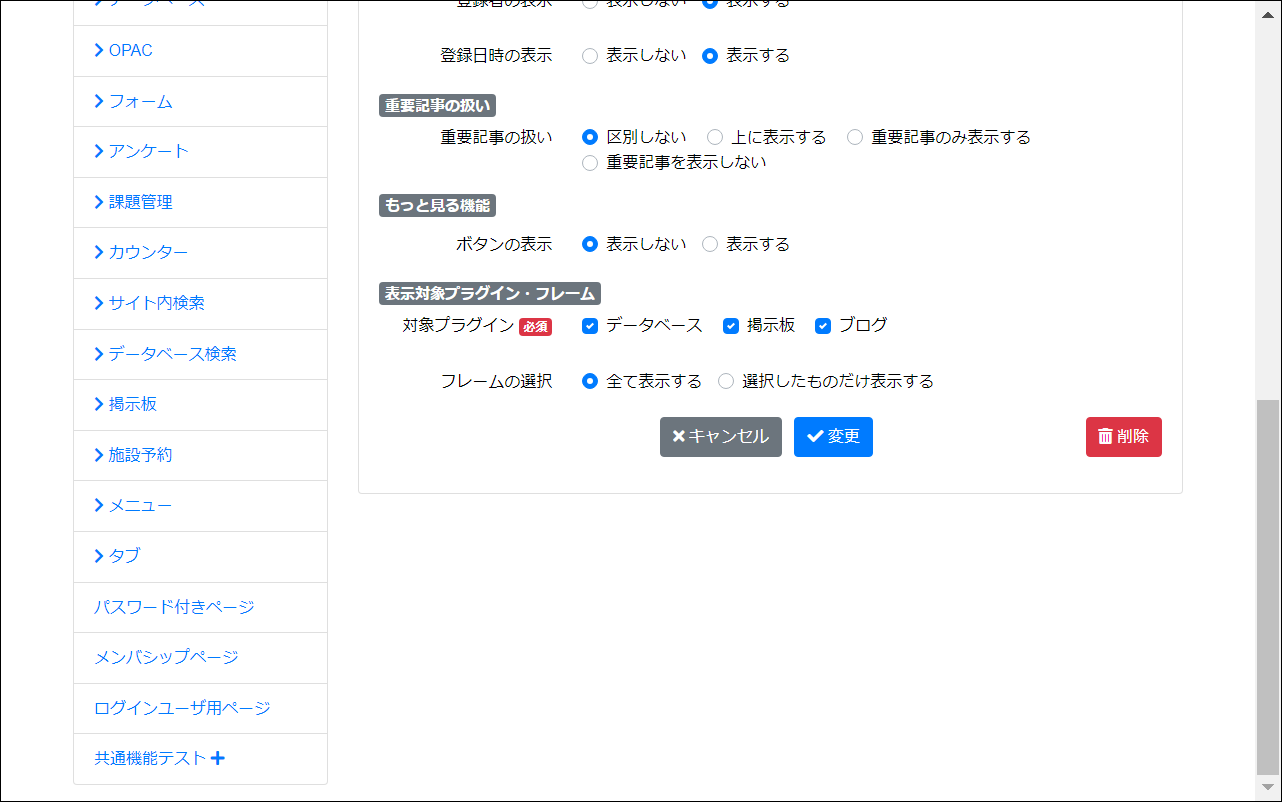 データベース
OPAC
フォーム
アンケート
課題管理
カウンター
サイト内検索
データベース検索
掲示板
施設予約
メニュー
タブ
パスワード付きページ
メンバシップページ
ログインユーザ用ページ
共通機能テスト
登録者の表示 表示しない 表示する
登録日時の表示 表示しない 表示する
重要記事の扱い
重要記事の扱い 区別しない 上に表示する 重要記事のみ表示する
重要記事を表示しない
もっと見る機能
ボタンの表示 表示しない 表示する
表示対象プラグイン・フレーム
対象プラグイン 必須 データベース 掲示板 ブログ
フレームの選択 全て表示する 選択したものだけ表示する
キャンセル 変更 削除